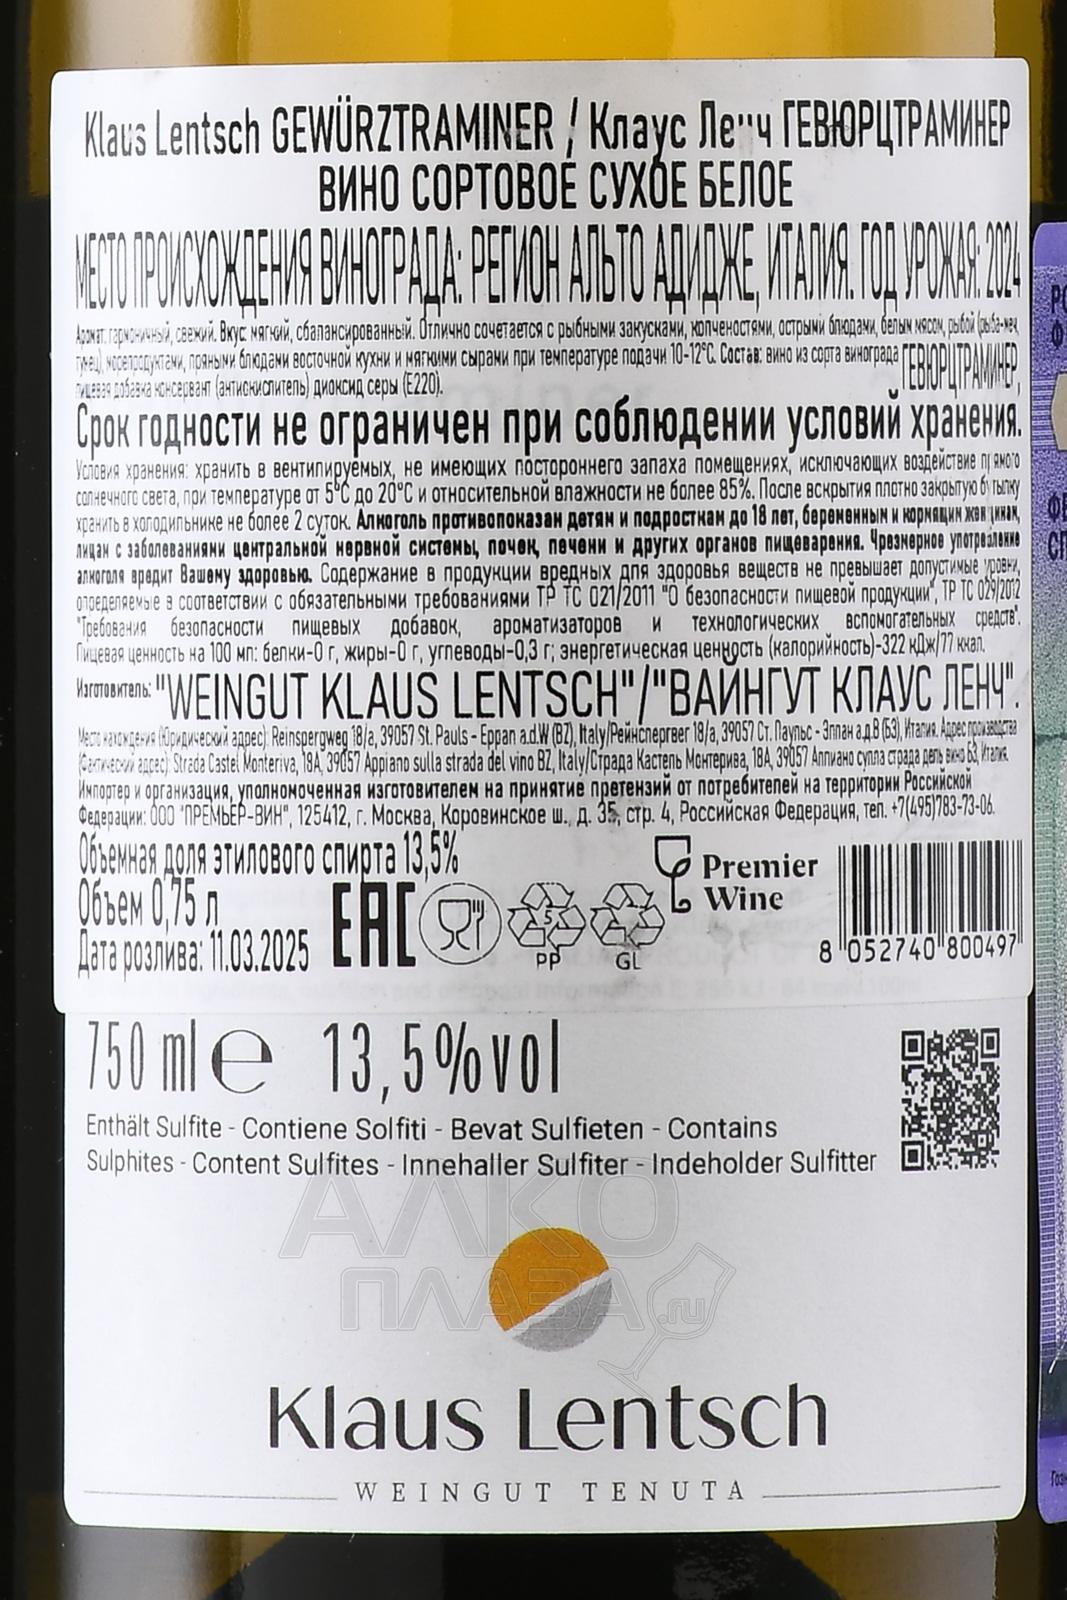 Klaus Lentsch GEWÜRZTRAMINER / Клаус Ленч ГЕВЮРЦТРАМИНЕР
ВИНО СОРТОВОЕ СУХОЕ БЕЛОЕ
МЕСТО ПРОИСХОЖДЕНИЯ ВИНОГРАДА: РЕГИОН АЛЬТО АДИДЖЕ, ИТАЛИЯ. ГОД УРОЖАЯ: 2024
Аромат: гармоничный, свежий. Вкус: мягкий, сбалансированный. Отлично сочетается с рыбными закусками, копченостями, острыми блюдами, белым мясом, рыбой (рыба-меч,
тунец), морепродуктами, пряными блюдами восточной кухни и мягкими сырами при температуре подачи 10-12°С. Состав: вино из сорта винограда ГЕВЮРЦТРАМИНЕР,
пищевая добавка консервант (антиокислитель) диоксид серы (Е220).
Срок годности не ограничен при соблюдении условий хранения.
Условия хранения: хранить в вентилируемых, не имеющих постороннего запаха помещениях, исключающих воздействие прямого
солнечного света, при температуре от 5°С до 20°С и относительной влажности не более 85%. После вскрытия плотно закрытую бутылку
хранить в холодильнике не более 2 суток. Алкоголь противопоказан детям и подросткам до 18 лет, беременным и кормящим женщинам,
лицам с заболеваниями центральной нервной системы, почек, печени и других органов пищеварения. Чрезмерное употребление
алкоголя вредит Вашему здоровью. Содержание в продукции вредных для здоровья веществ не превышает допустимые уровни,
определяемые в соответствии с обязательными требованиями ТР ТС 021/2011 "О безопасности пищевой продукции", ТР ТС 029/2012
"Требования безопасности пищевых добавок, ароматизаторов и технологических вспомогательных средств".
Пищевая ценность на 100 мл: белки-0 г, жиры-0 г, углеводы-0,3 г; энергетическая ценность (калорийность)-322 кДж/77 ккал.
Изготовитель: "WEINGUT KLAUS LENTSCH"/"ВАЙНГУТ КЛАУС ЛЕНЧ".
Место нахождения (Юридический адрес): Reinspergweg 18/a, 39057 St. Pauls - Eppan a.d.W (BZ), Italy/Рейнспергвег 18/a, 39057 Ст. Паульс - Эппан а.д.В (БЗ), Италия. Адрес производства
(Фактический адрес): Strada Castel Monteriva, 18A, 39057 Appiano sulla strada del vino BZ, Italy/Страда Кастель Монтерива, 18A, 39057 Аппиано сулла страда дель вино БЗ, Италия.
Импортер и организация, уполномоченная изготовителем на принятие претензий от потребителей на территории Российской
Федерации: ООО "ПРЕМЬЕР-ВИН", 125412, г. Москва, Коровинское ш., д. 35, стр. 4, Российская Федерация, тел. +7(495)783-73-06.
Объемная доля этилового спирта 13,5%
Объем 0,75 л
Дата розлива: 11.03.2025
EAC
5
PP
GL
Premier
Wine
8 052740 800497
750 ml e 13,5%vol
Enthält Sulfite - Contiene Solfiti - Bevat Sulfieten - Contains
Sulphites - Content Sulfites - Innehaller Sulfiter - Indeholder Sulfitter
АЛКО
ПЛАЗА
.ru
Klaus Lentsch
WEINGUT TENUTA